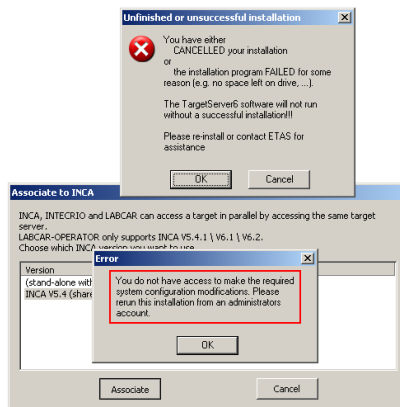 Unfinished or unsuccessful installation
You have either
CANCELLED your installation
or
the installation program FAILED for some
reason (e.g. no space left on drive, ...).
The TargetServer6 software will not run
without a successful installation!!!
Please re-install or contact ETAS for
assistance
OK
Cancel
Associate to INCA
INCA, INTECRIO and LABCAR can access a target in parallel by accessing the same target
server.
LABCAR-OPERATOR only supports INCA V5.4.1 \ V6.1 \ V6.2.
Choose which INCA version you want to use
Version
(stand-alone with
INCA V5.4 (share
Error
You do not have access to make the required
system configuration modifications. Please
rerun this installation from an administrators
account.
OK
Associate
Cancel